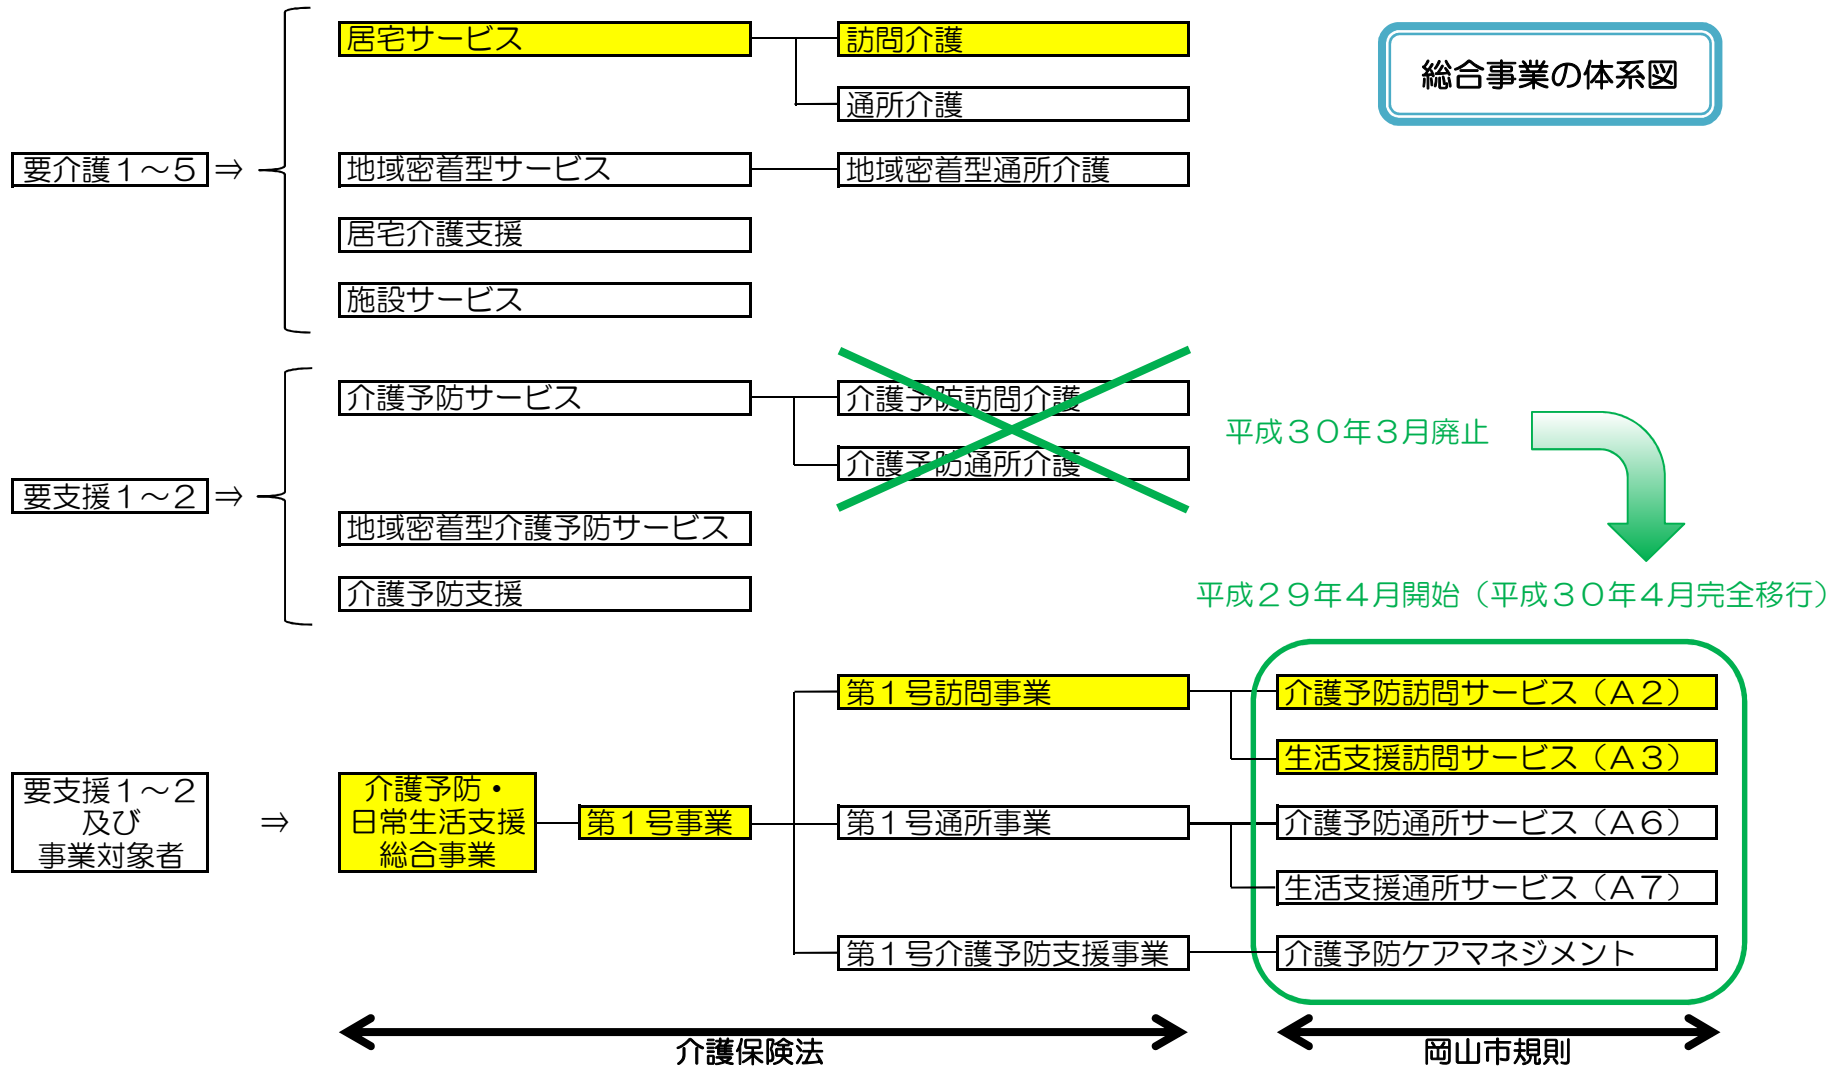 総合事業の体系図
要介護１～５
⇒
居宅サービス
訪問介護
通所介護
地域密着型サービス
地域密着型通所介護
居宅介護支援
施設サービス
要支援１～２
⇒
介護予防サービス
介護予防訪問介護
介護予防通所介護
平成３０年３月廃止
地域密着型介護予防サービス
介護予防支援
平成２９年４月開始（平成３０年４月完全移行）
要支援１～２
及び
事業対象者
⇒
介護予防・
日常生活支援
総合事業
第１号事業
第１号訪問事業
介護予防訪問サービス（Ａ２）
生活支援訪問サービス（Ａ３）
第１号通所事業
介護予防通所サービス（Ａ６）
生活支援通所サービス（Ａ７）
第１号介護予防支援事業
介護予防ケアマネジメント
介護保険法
岡山市規則